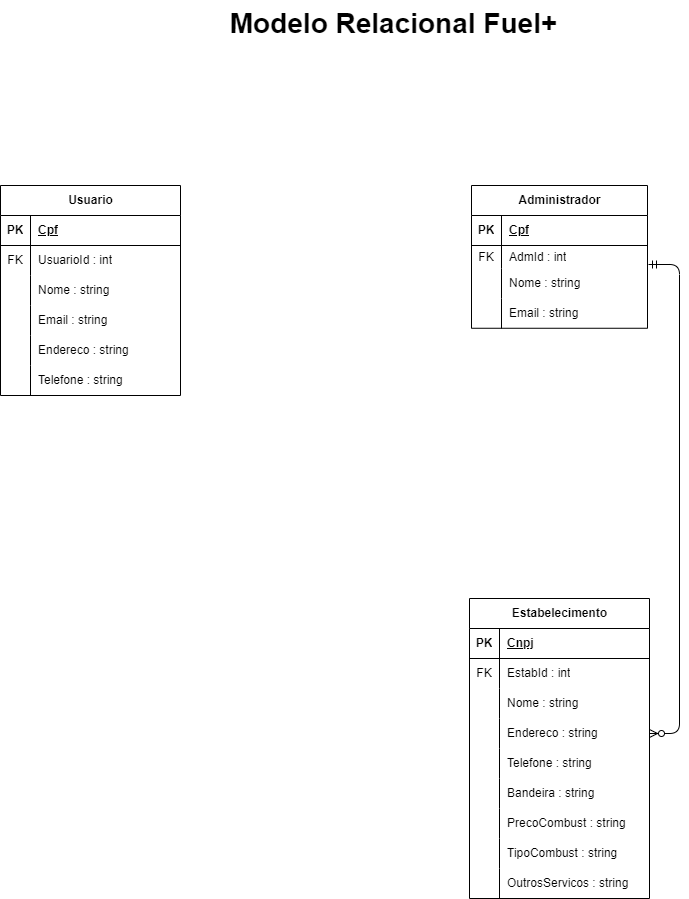 Modelo Relacional Fuel+
Usuario
PK Cpf
FK UsuarioId : int
Nome : string
Email : string
Endereco : string
Telefone : string
Administrador
PK Cpf
FK AdmId : int
Nome : string
Email : string
Estabelecimento
PK Cnpj
FK EstabId : int
Nome : string
Endereco : string
Telefone : string
Bandeira : string
PrecoCombust : string
TipoCombust : string
OutrosServicos : string